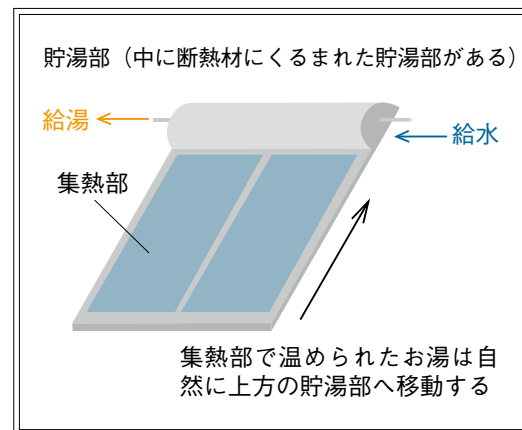 貯湯部（中に断熱材にくるまれた貯湯部がある）
給湯
給水
集熱部
集熱部で温められたお湯は自
然に上方の貯湯部へ移動する